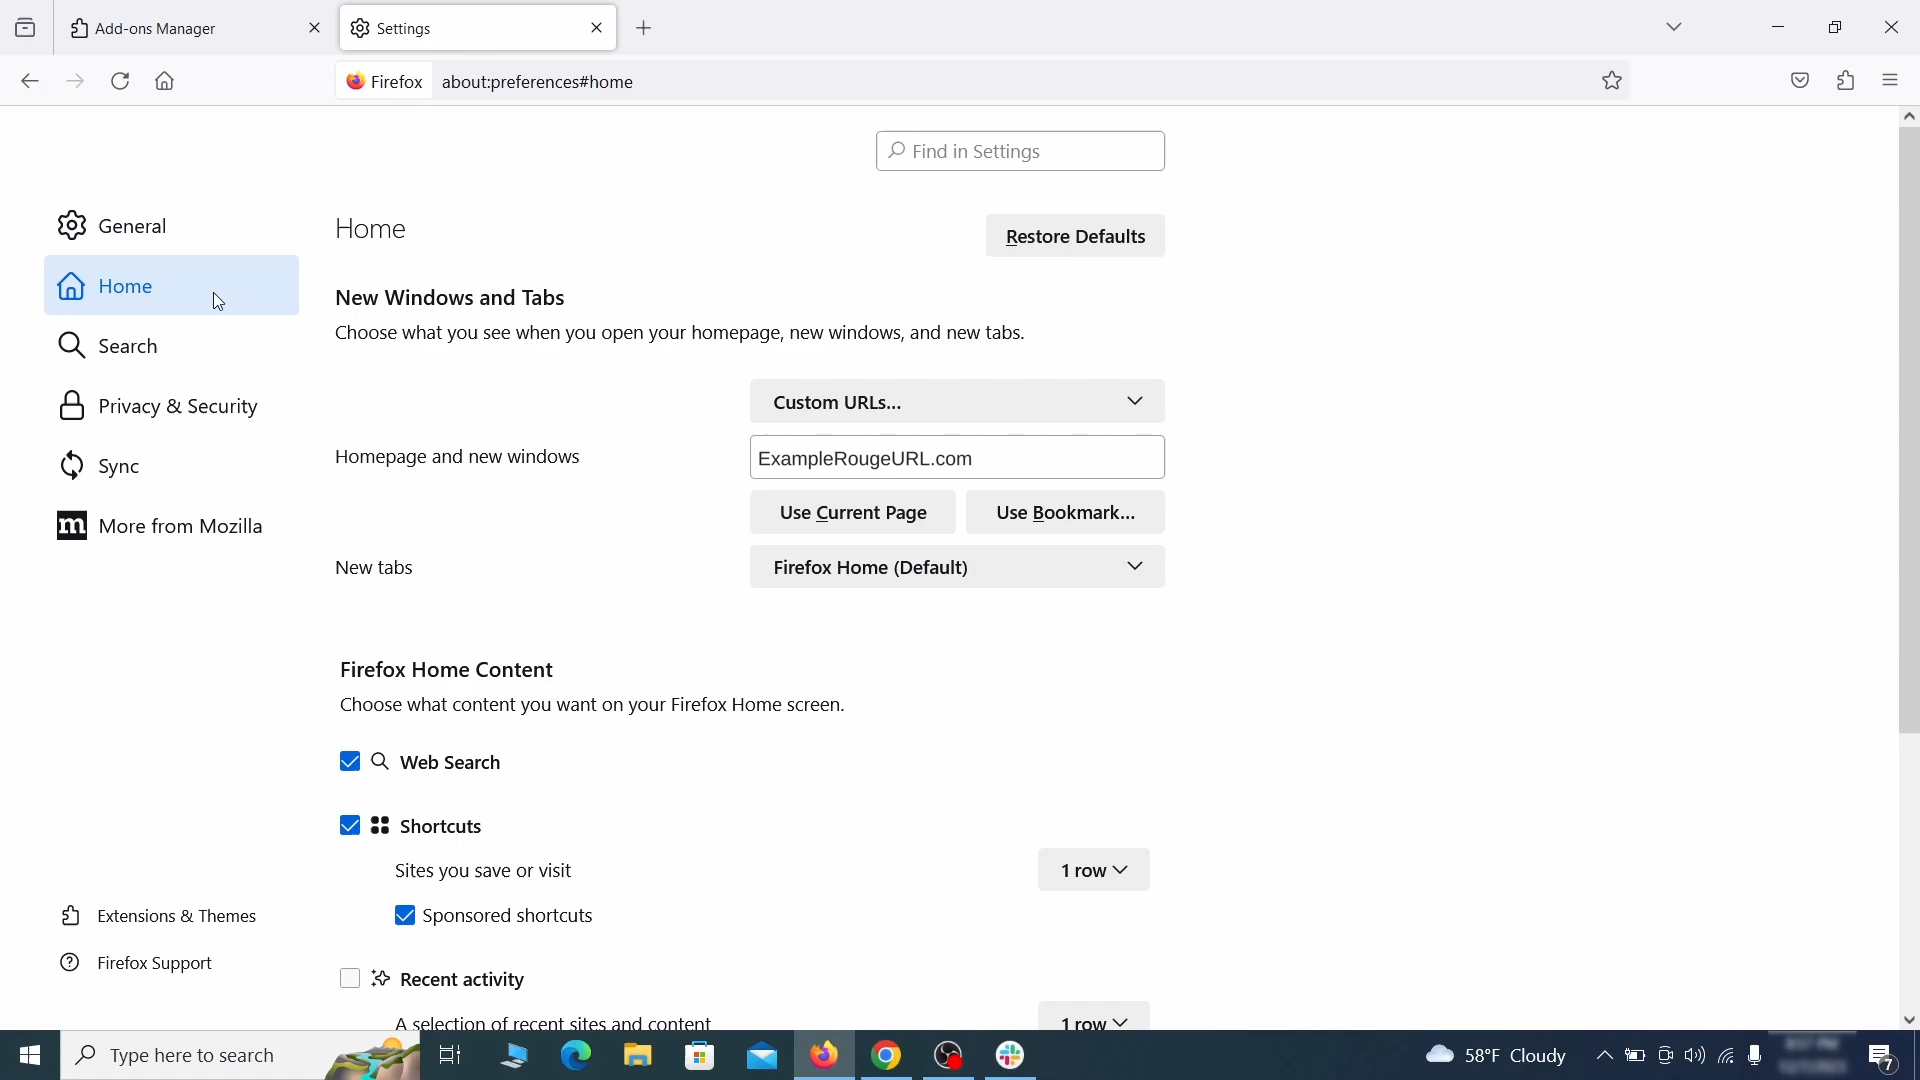 Add-ons Manager
Settings
Firefox
about:preferences#home
Find in Settings
General
Home
Search
Privacy & Security
Sync
More from Mozilla
Extensions & Themes
Firefox Support
Home
Restore Defaults
New Windows and Tabs
Choose what you see when you open your homepage, new windows, and new tabs.
Custom URLs...
Homepage and new windows
ExampleRougeURL.com
Use Current Page
Use Bookmark...
New tabs
Firefox Home (Default)
Firefox Home Content
Choose what content you want on your Firefox Home screen.
Web Search
Shortcuts
Sites you save or visit
1 row
Sponsored shortcuts
Recent activity
A selection of recent sites and content
1 row
Type here to search
58°F Cloudy
7